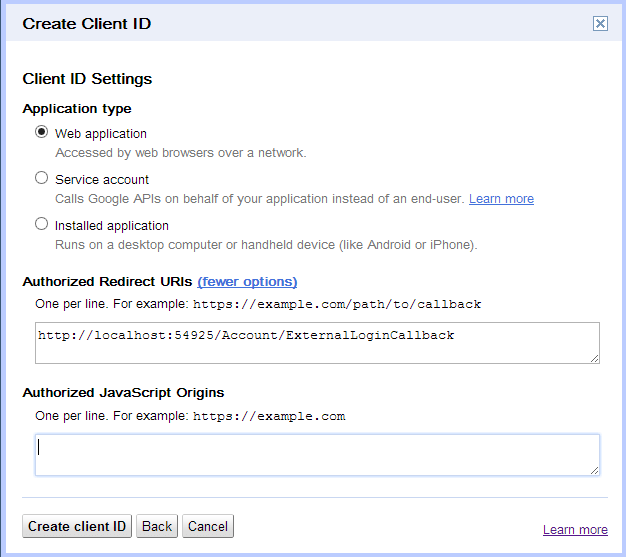 Create Client ID
Client ID Settings
Application type
Web application
Accessed by web browsers over a network.
Service account
Calls Google APIs on behalf of your application instead of an end-user. Learn more
Installed application
Runs on a desktop computer or handheld device (like Android or iPhone).
Authorized Redirect URIs (fewer options)
One per line. For example: https://example.com/path/to/callback
http://localhost:54925/Account/ExternalLoginCallback
Authorized JavaScript Origins
One per line. For example: https://example.com
Create client ID Back Cancel Learn more